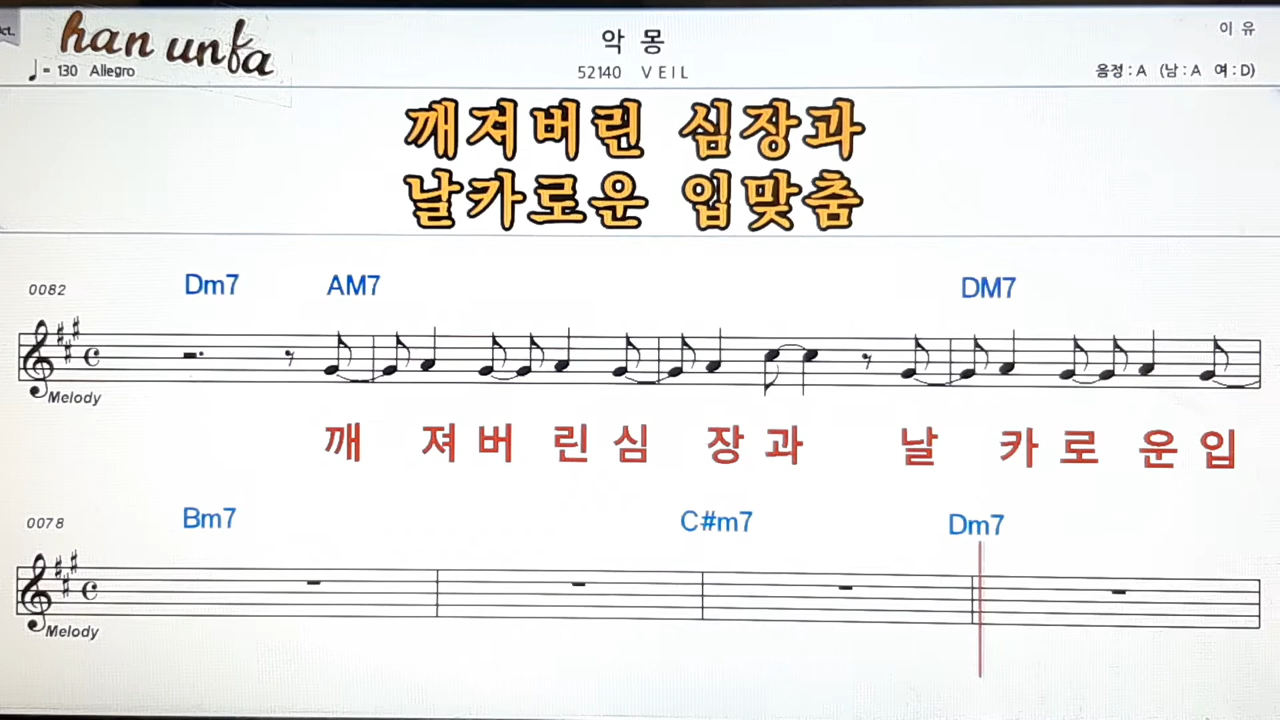 ct.
han unfa
♩= 130 Allegro
악 몽
52140 VEIL
이 유
음정 : A (남 : A 여 : D)
깨져버린 심장과
날카로운 입맞춤
0082 Dm7 AM7 DM7
Melody
깨 져 버 린 심 장 과 날 카 로 운 입
0078 Bm7 C#m7 Dm7
Melody